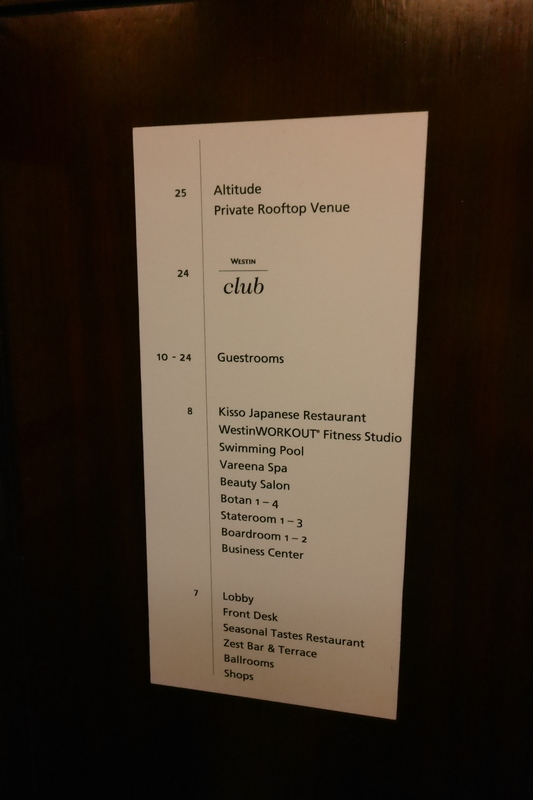 25 Altitude
Private Rooftop Venue
WESTIN
24 club
10 - 24 Guestrooms
8 Kisso Japanese Restaurant
WestinWORKOUT® Fitness Studio
Swimming Pool
Vareena Spa
Beauty Salon
Botan 1 – 4
Stateroom 1 – 3
Boardroom 1 – 2
Business Center
7 Lobby
Front Desk
Seasonal Tastes Restaurant
Zest Bar & Terrace
Ballrooms
Shops